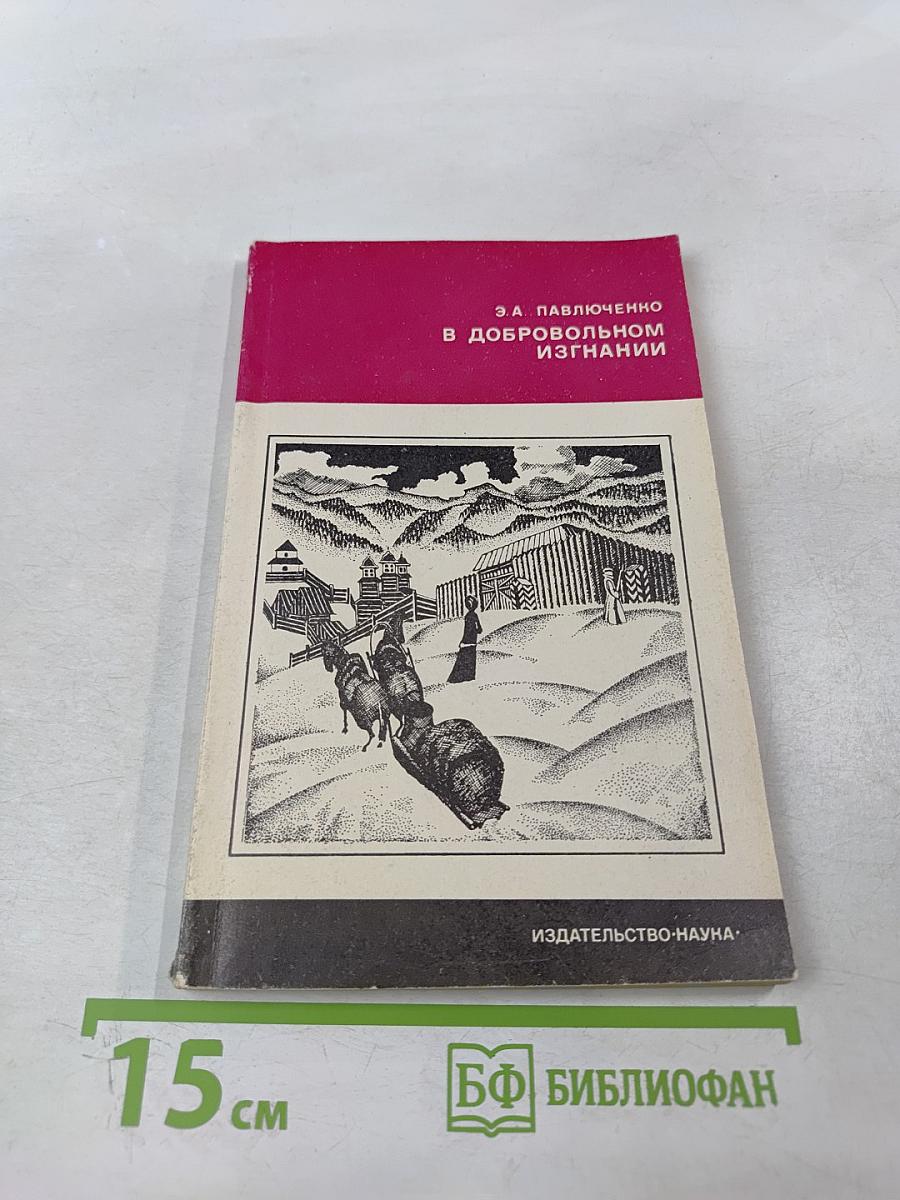 Э.А. ПАВЛЮЧЕНКО
В ДОБРОВОЛЬНОМ
ИЗГНАНИИ
ИЗДАТЕЛЬСТВО·НАУКА·
15 см
БФ БИБЛИОФАН